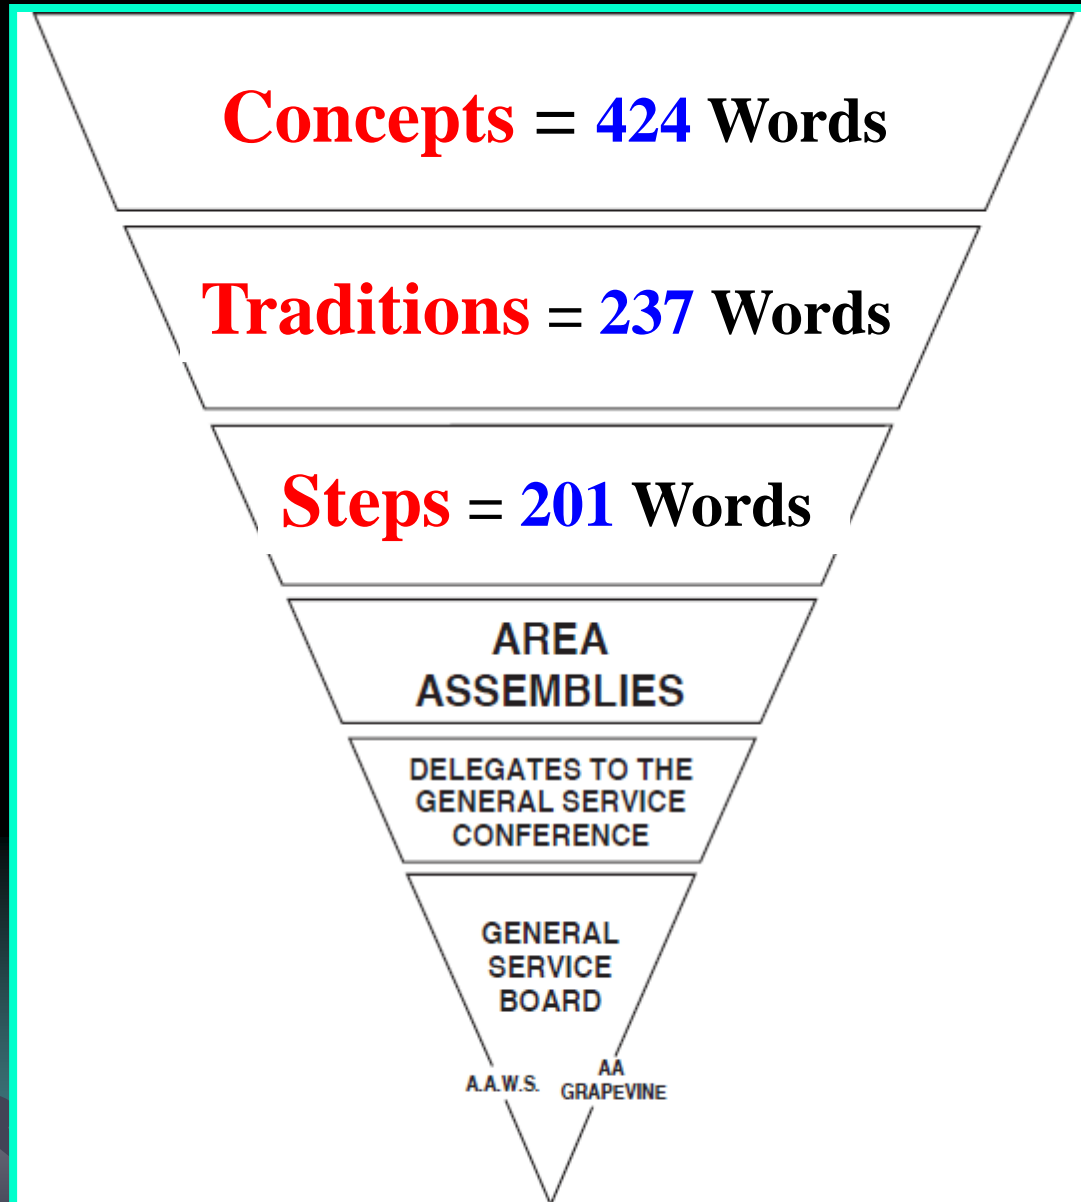 Concepts = 424 Words
Traditions = 237 Words
Steps = 201 Words
AREA
ASSEMBLIES
DELEGATES TO THE
GENERAL SERVICE
CONFERENCE
GENERAL
SERVICE
BOARD
A.A.W.S.
AA
GRAPEVINE